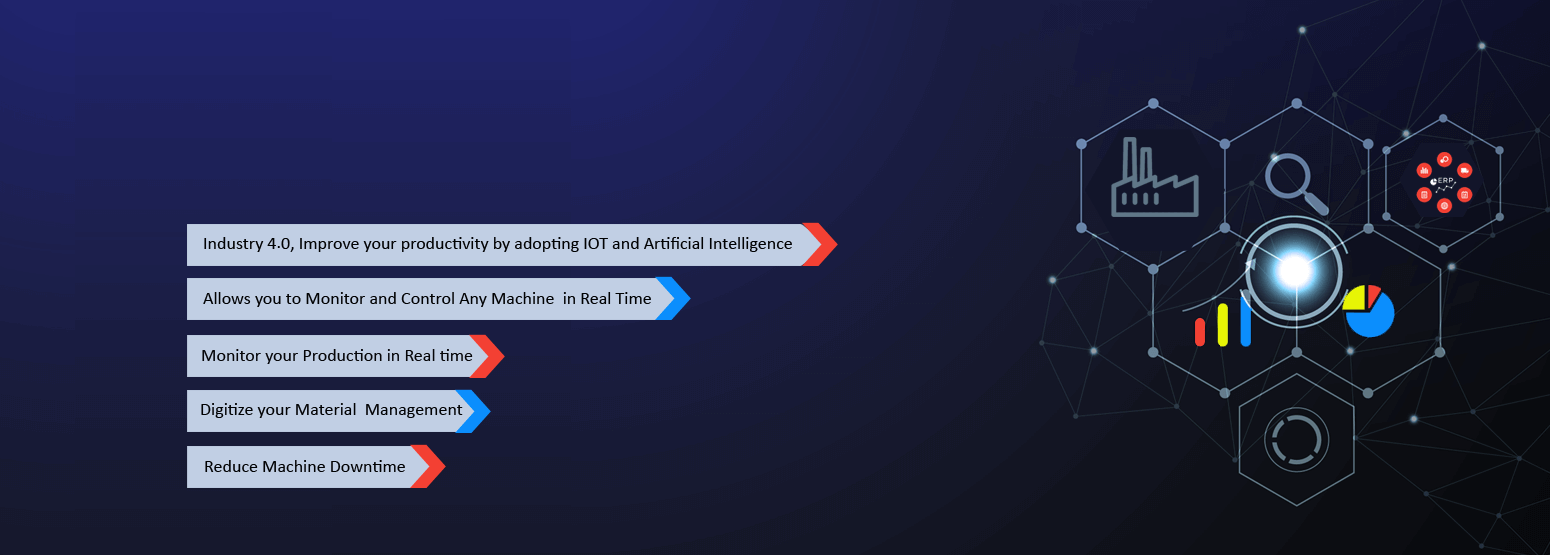 Industry 4.0, Improve your productivity by adopting IOT and Artificial Intelligence
Allows you to Monitor and Control Any Machine  in Real Time
Monitor your Production in Real time
Digitize your Material  Management
Reduce Machine Downtime
ERP